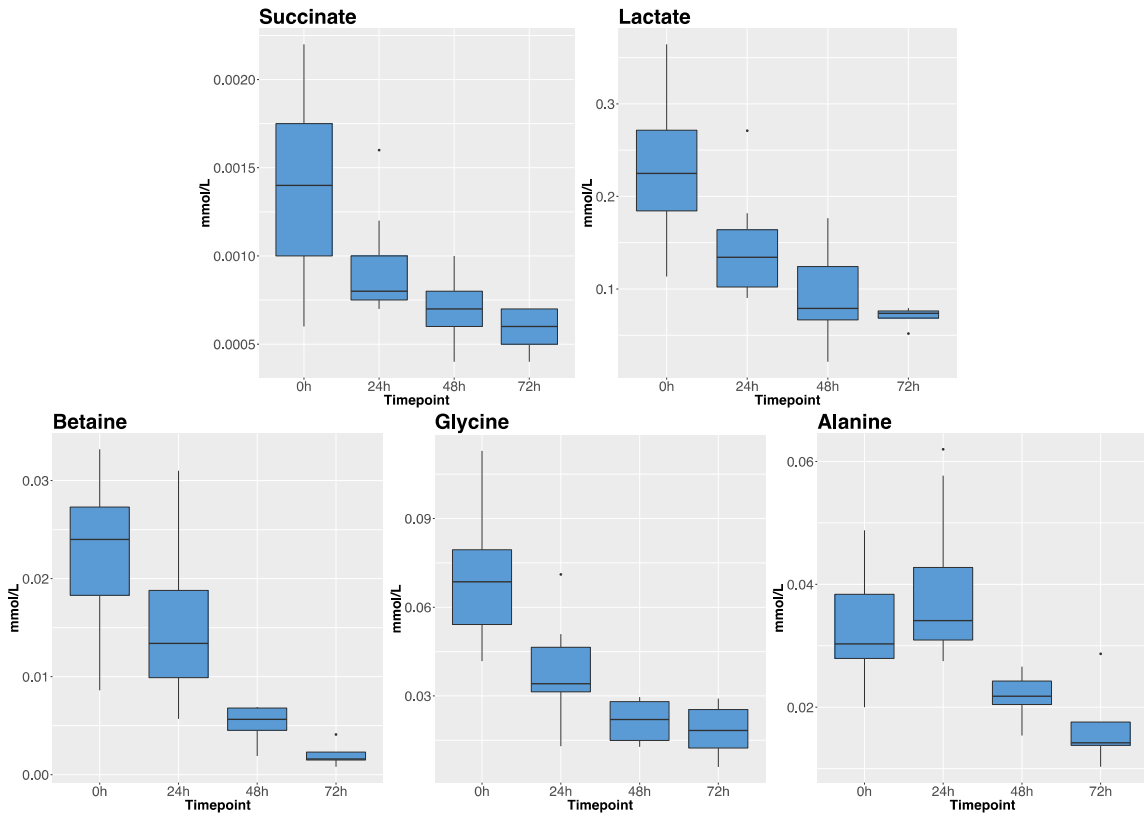 Succinate
mmol/L
0.0020
0.0015
0.0010
0.0005
0h 24h 48h 72h
Timepoint
Lactate
mmol/L
0.3
0.2
0.1
0h 24h 48h 72h
Timepoint
Betaine
mmol/L
0.03
0.02
0.01
0.00
0h 24h 48h 72h
Timepoint
Glycine
mmol/L
0.09
0.06
0.03
0h 24h 48h 72h
Timepoint
Alanine
mmol/L
0.06
0.04
0.02
0h 24h 48h 72h
Timepoint